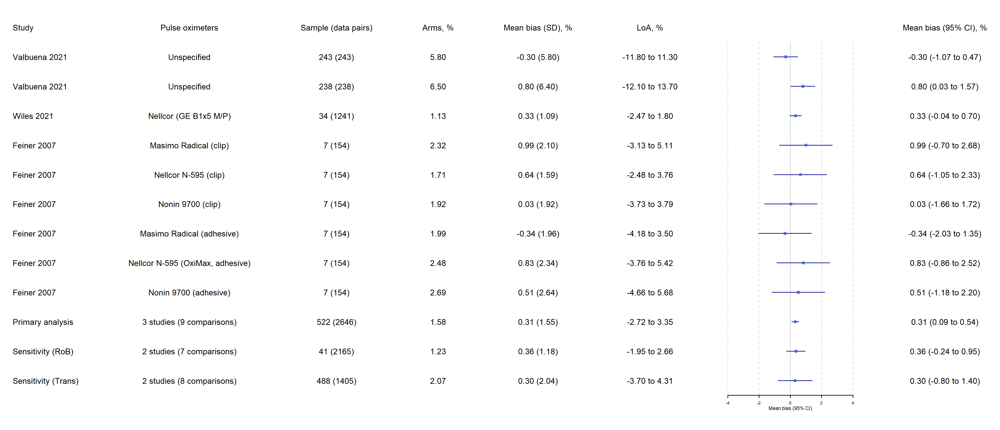 Study Pulse oximeters Sample (data pairs) Arms, % Mean bias (SD), % LoA, % Mean bias (95% CI), %
Valbuena 2021 Unspecified 243 (243) 5.80 -0.30 (5.80) -11.80 to 11.30 -0.30 (-1.07 to 0.47)
Valbuena 2021 Unspecified 238 (238) 6.50 0.80 (6.40) -12.10 to 13.70 0.80 (0.03 to 1.57)
Wiles 2021 Nellcor (GE B1x5 M/P) 34 (1241) 1.13 0.33 (1.09) -2.47 to 1.80 0.33 (-0.04 to 0.70)
Feiner 2007 Masimo Radical (clip) 7 (154) 2.32 0.99 (2.10) -3.13 to 5.11 0.99 (-0.70 to 2.68)
Feiner 2007 Nellcor N-595 (clip) 7 (154) 1.71 0.64 (1.59) -2.48 to 3.76 0.64 (-1.05 to 2.33)
Feiner 2007 Nonin 9700 (clip) 7 (154) 1.92 0.03 (1.92) -3.73 to 3.79 0.03 (-1.66 to 1.72)
Feiner 2007 Masimo Radical (adhesive) 7 (154) 1.99 -0.34 (1.96) -4.18 to 3.50 -0.34 (-2.03 to 1.35)
Feiner 2007 Nellcor N-595 (OxiMax, adhesive) 7 (154) 2.48 0.83 (2.34) -3.76 to 5.42 0.83 (-0.86 to 2.52)
Feiner 2007 Nonin 9700 (adhesive) 7 (154) 2.69 0.51 (2.64) -4.66 to 5.68 0.51 (-1.18 to 2.20)
Primary analysis 3 studies (9 comparisons) 522 (2646) 1.58 0.31 (1.55) -2.72 to 3.35 0.31 (0.09 to 0.54)
Sensitivity (RoB) 2 studies (7 comparisons) 41 (2165) 1.23 0.36 (1.18) -1.95 to 2.66 0.36 (-0.24 to 0.95)
Sensitivity (Trans) 2 studies (8 comparisons) 488 (1405) 2.07 0.30 (2.04) -3.70 to 4.31 0.30 (-0.80 to 1.40)
-4 -2 0 2 4
Mean bias (95% CI)